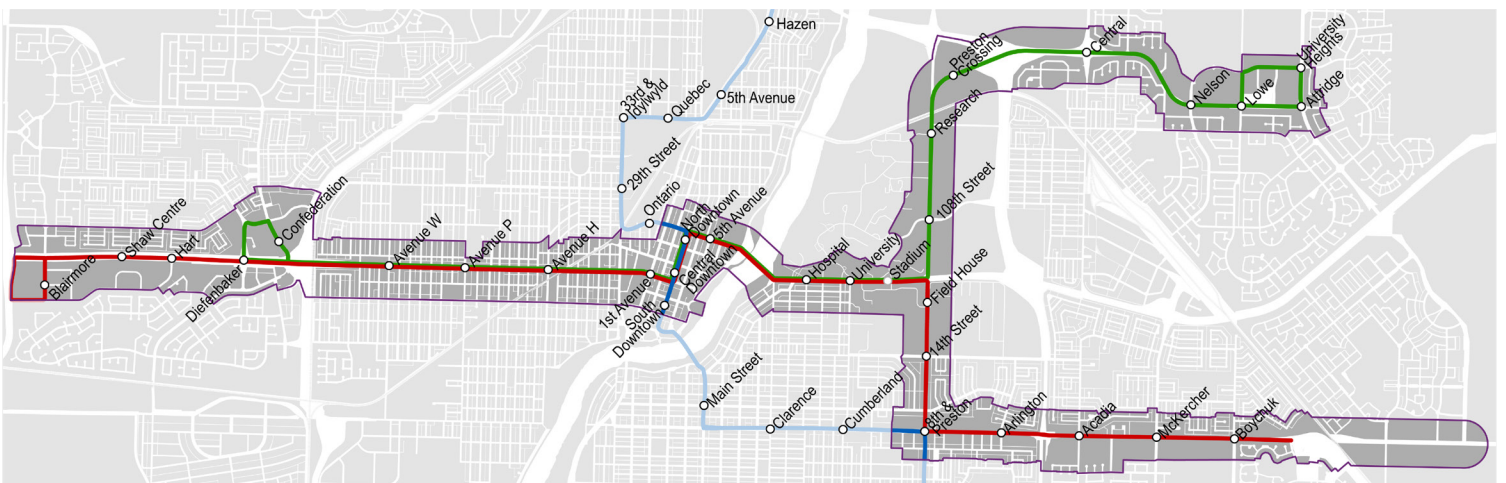 Hazen
33rd &
Idylwyld
Quebec
5th Avenue
29th Street
Ontario
North
Downtown
5th Avenue
Preston
Crossing
Central
Nelson
Lowe
University
Heights
Attridge
Research
108th Street
Confederation
Shaw Centre
Hart
Blairmore
Diefenbaker
Avenue W
Avenue P
Avenue H
1st Avenue
Central
Downtown
South
Downtown
Hospital
University
Stadium
Field House
14th Street
Main Street
Clarence
Cumberland
8th &
Preston
Arlington
Acadia
McKercher
Boychuk